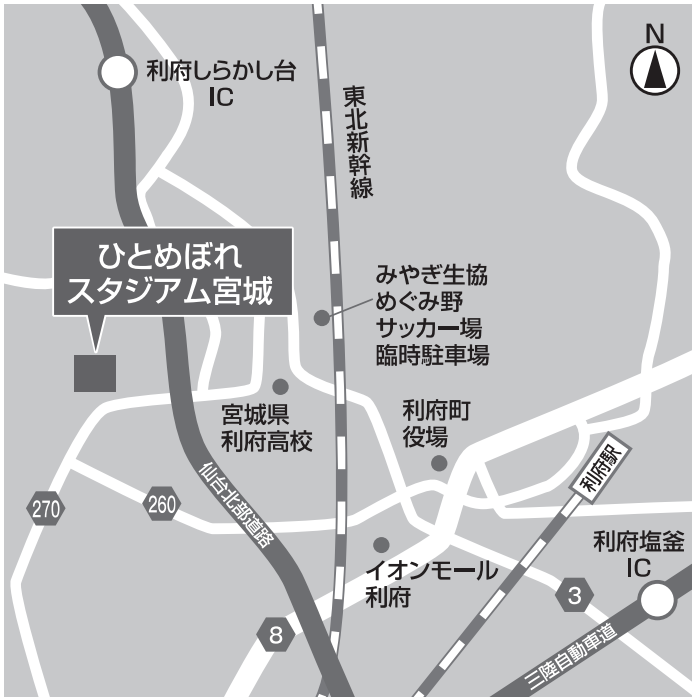 N
利府しらかし台
IC
東北新幹線
ひとめぼれ
スタジアム宮城
みやぎ生協
めぐみ野
サッカー場
臨時駐車場
宮城県
利府高校
利府町
役場
利府駅
270
260
仙台北部道路
イオンモール
利府
利府塩釜
IC
3
8
三陸自動車道